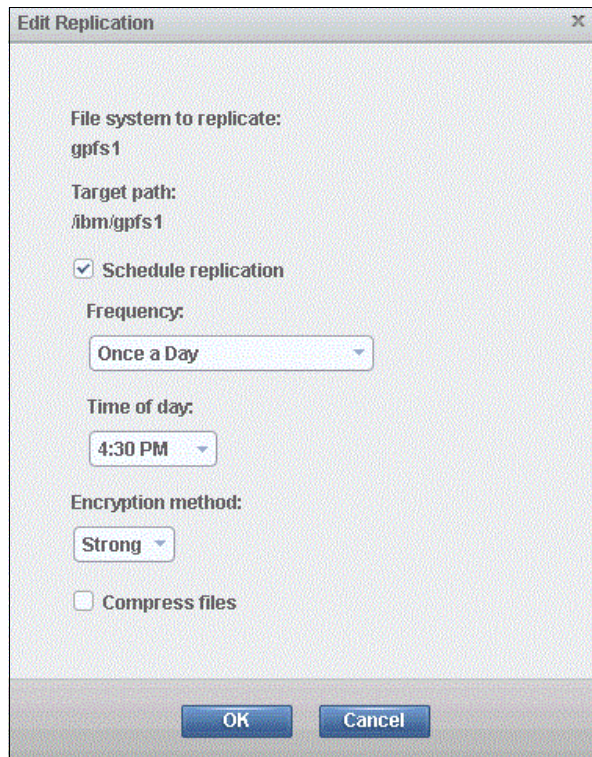 Edit Replication
x
File system to replicate:
gpfs1
Target path:
/ibm/gpfs1
Schedule replication
Frequency:
Once a Day
Time of day:
4:30 PM
Encryption method:
Strong
Compress files
OK
Cancel